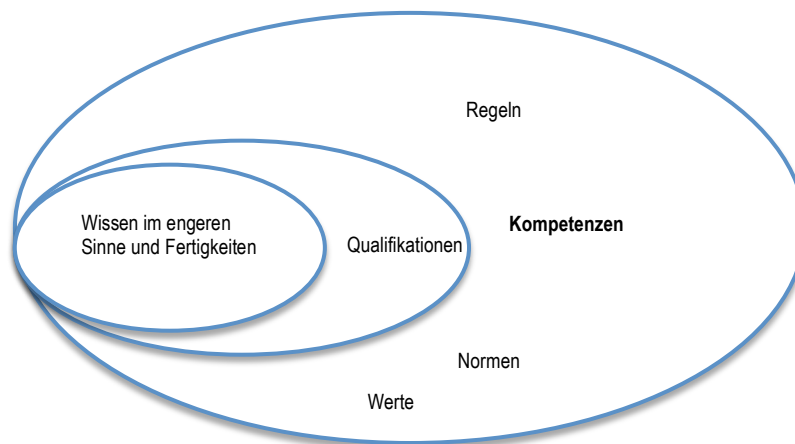 Regeln
Wissen im engeren
Sinne und Fertigkeiten
Qualifikationen
Kompetenzen
Normen
Werte